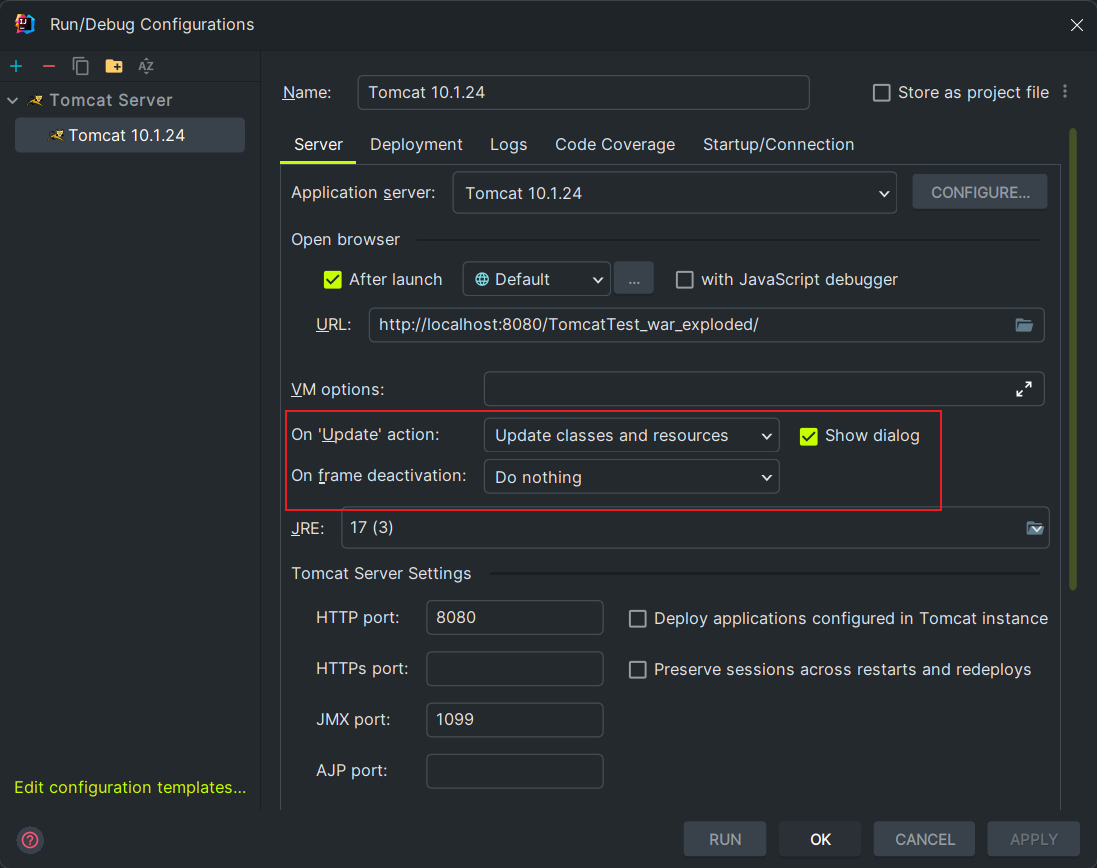 Run/Debug Configurations
Tomcat Server
Tomcat 10.1.24
Edit configuration templates...
Name: Tomcat 10.1.24 Store as project file
Server Deployment Logs Code Coverage Startup/Connection
Application server: Tomcat 10.1.24 CONFIGURE...
Open browser
After launch Default ... with JavaScript debugger
URL: http://localhost:8080/TomcatTest_war_exploded/
VM options:
On 'Update' action: Update classes and resources Show dialog
On frame deactivation: Do nothing
JRE: 17 (3)
Tomcat Server Settings
HTTP port: 8080 Deploy applications configured in Tomcat instance
HTTPs port: Preserve sessions across restarts and redeploys
JMX port: 1099
AJP port:
RUN OK CANCEL APPLY